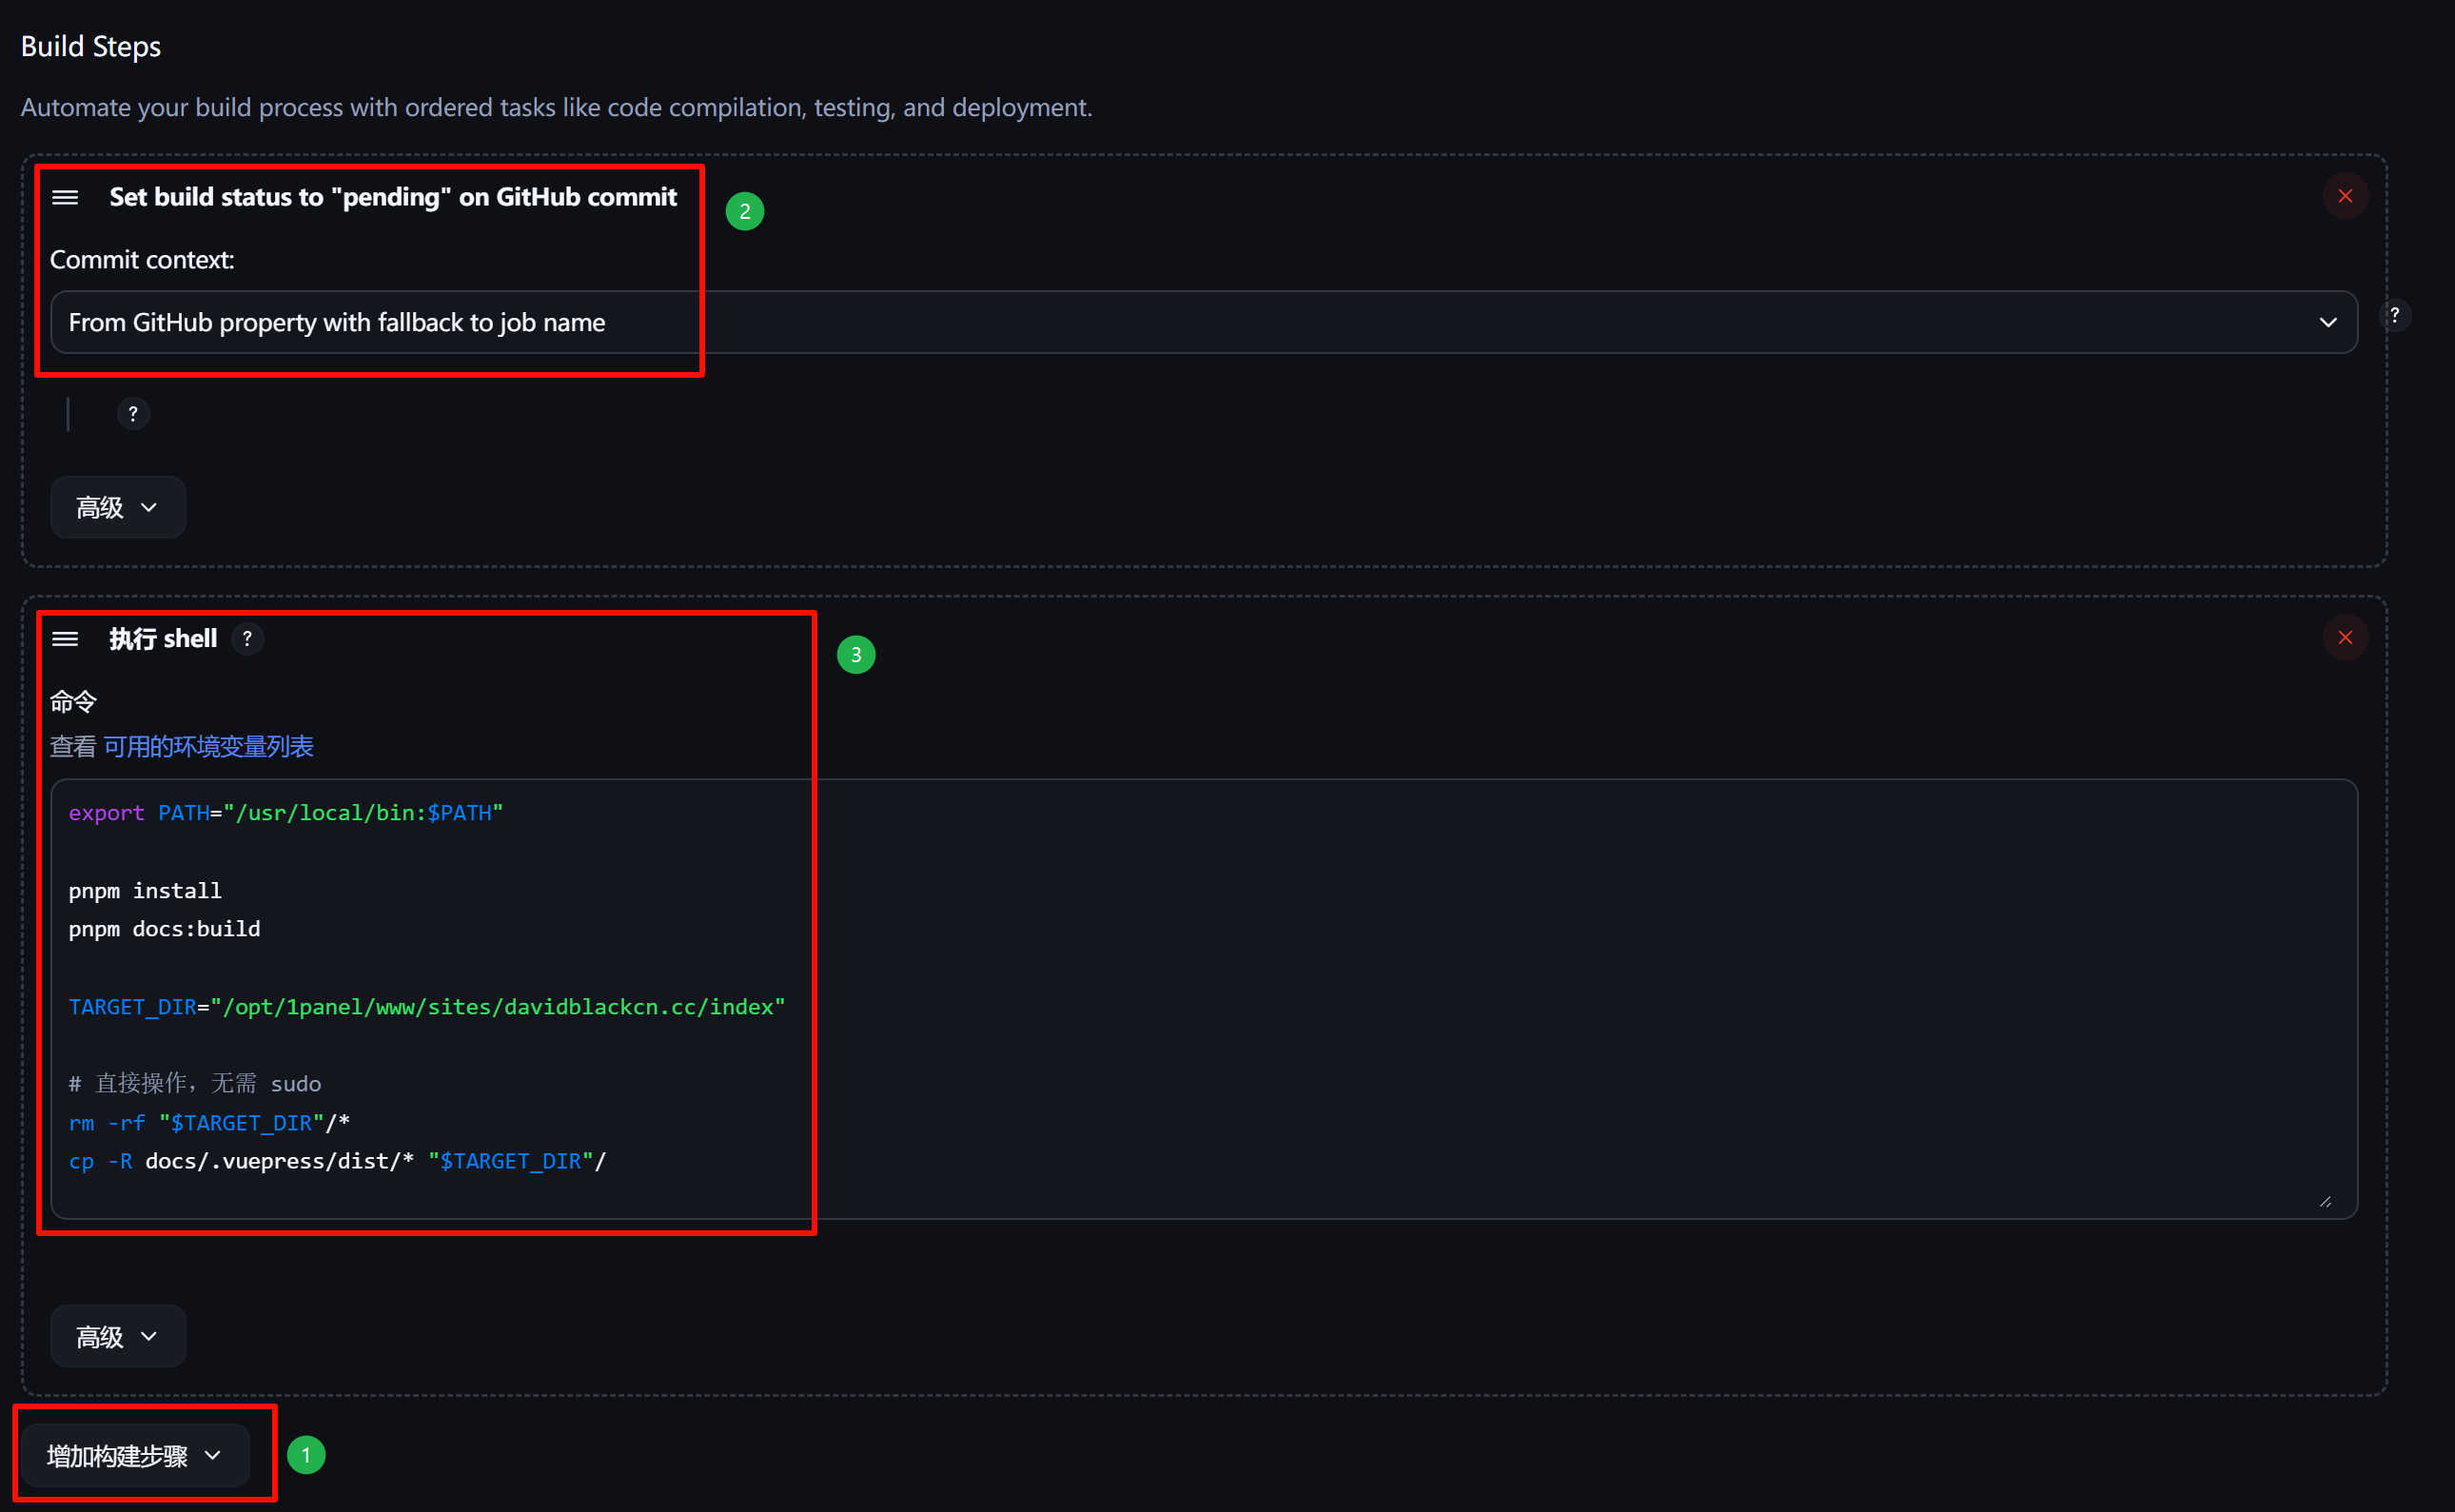 Build Steps
Automate your build process with ordered tasks like code compilation, testing, and deployment.
Set build status to "pending" on GitHub commit
2
Commit context:
From GitHub property with fallback to job name
?
?
高级
执行 shell ?
3
命令
查看 可用的环境变量列表
export PATH="/usr/local/bin:$PATH"
pnpm install
pnpm docs:build
TARGET_DIR="/opt/1panel/www/sites/davidblackcn.cc/index"
# 直接操作，无需 sudo
rm -rf "$TARGET_DIR"/*
cp -R docs/.vuepress/dist/* "$TARGET_DIR"/
高级
增加构建步骤
1